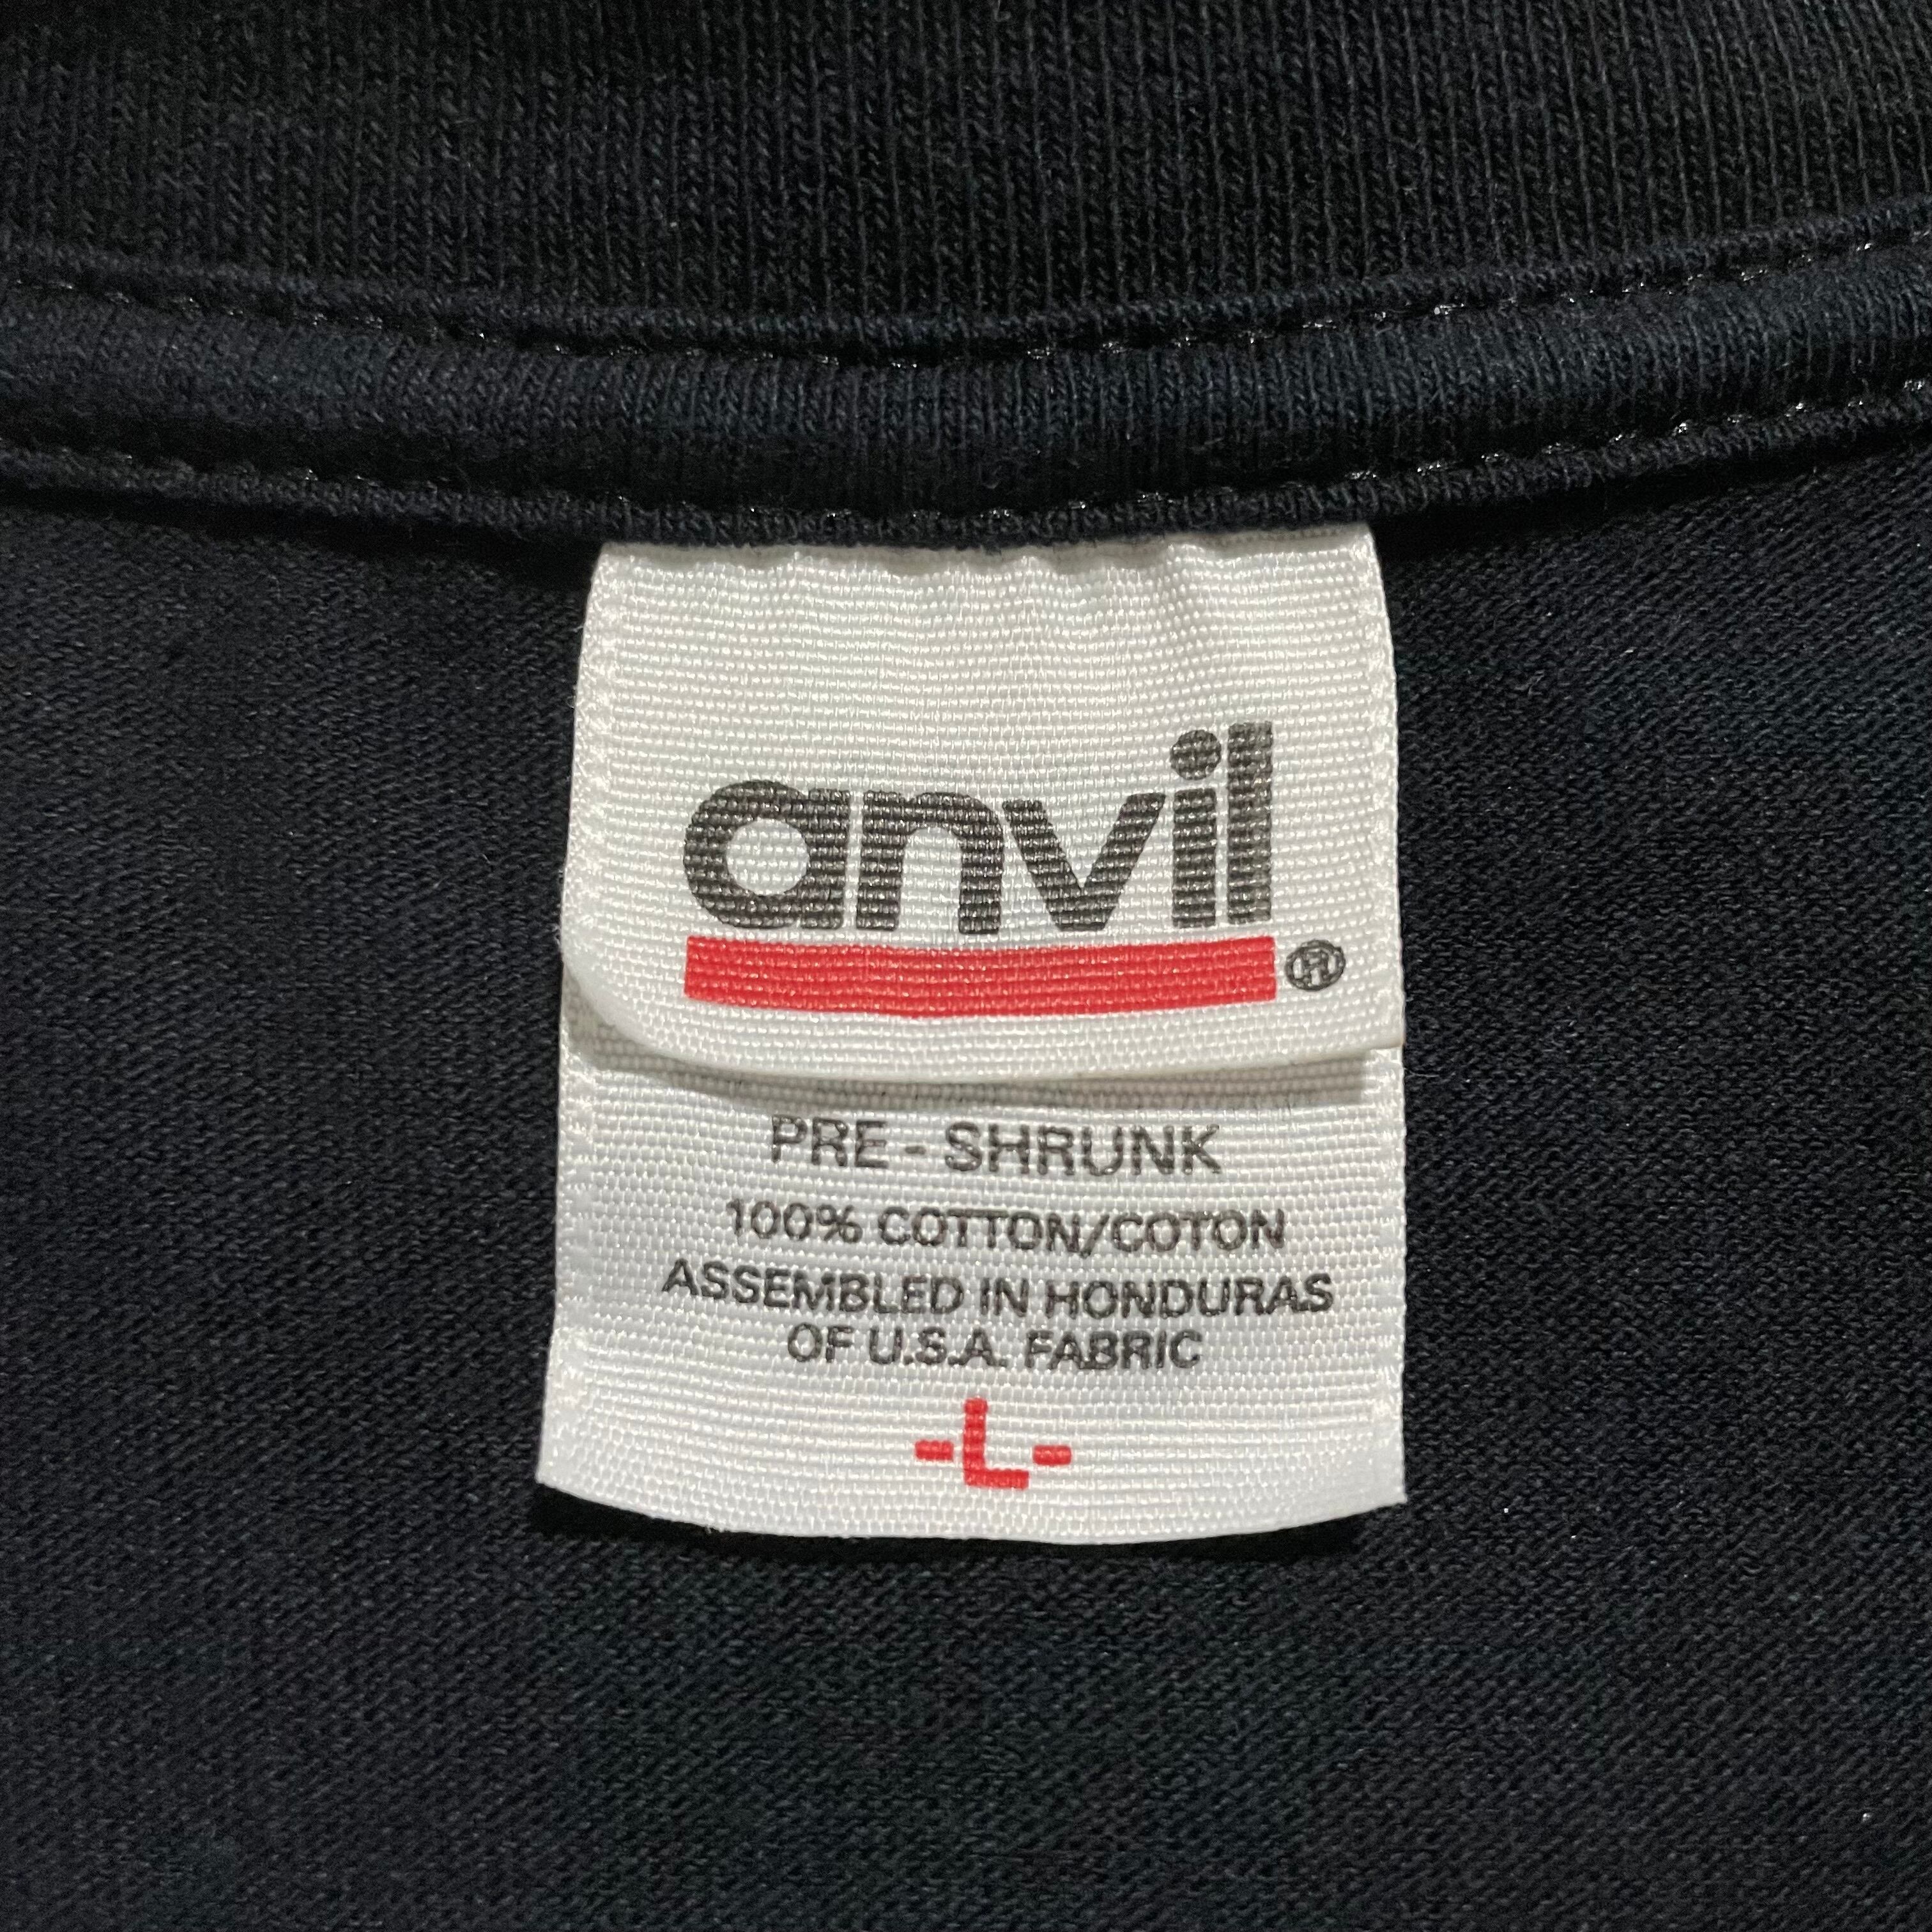 anvil®
PRE-SHRUNK
100% COTTON/COTON
ASSEMBLED IN HONDURAS
OF U.S.A. FABRIC
-L-